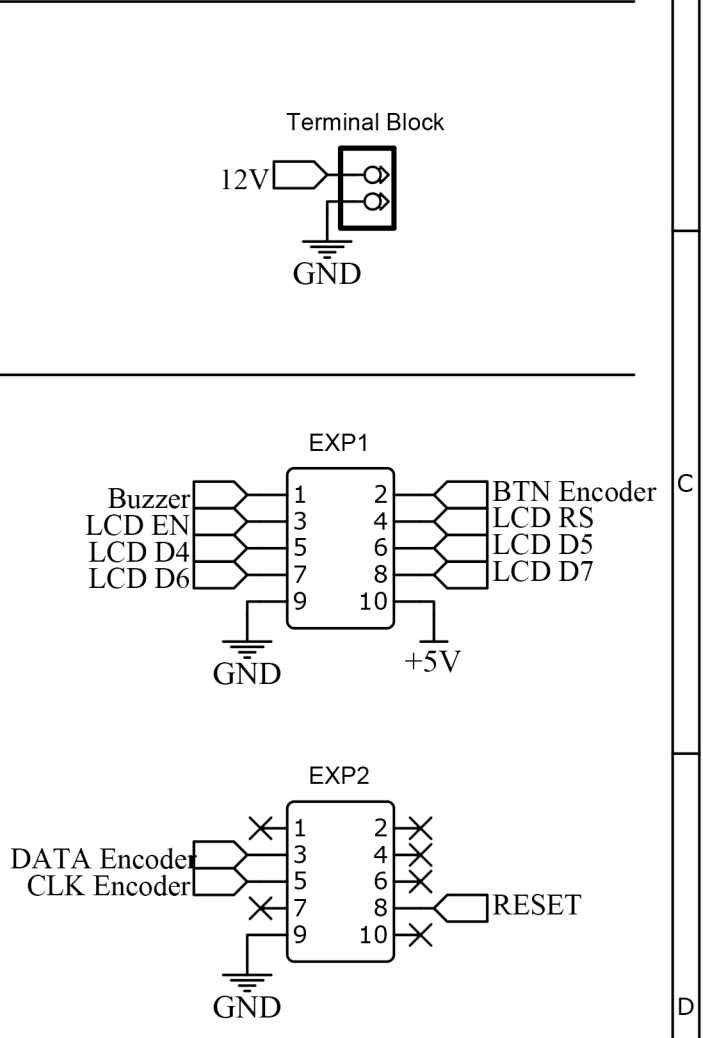 Terminal Block
12V
GND
EXP1
Buzzer 1 2 BTN Encoder
LCD EN 3 4 LCD RS
LCD D4 5 6 LCD D5
LCD D6 7 8 LCD D7
9 10
GND +5V
C
EXP2
1 2
DATA Encoder 3 4
CLK Encoder 5 6
7 8 RESET
9 10
GND
D